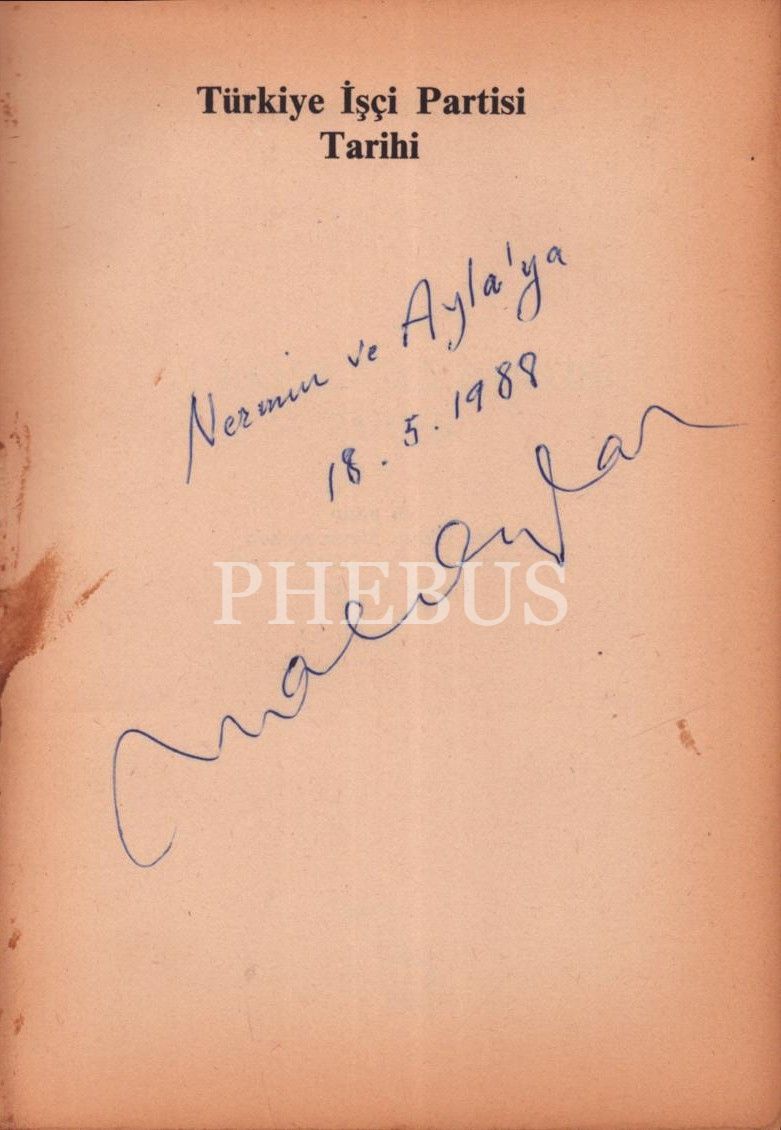 Türkiye İşçi Partisi
Tarihi
Nermin ve Ayla'ya
18.5.1988
PHEBUS